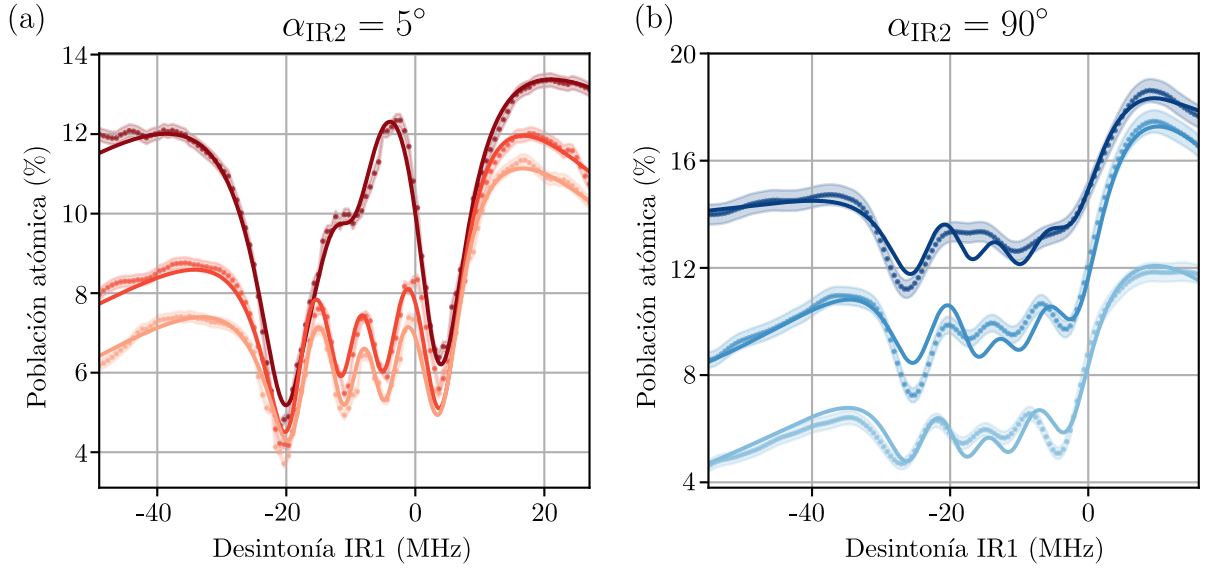 (a)
α_IR2 = 5°
14
12
10
8
6
4
-40
-20
0
20
Población atómica (%)
Desintonía IR1 (MHz)
(b)
α_IR2 = 90°
20
16
12
8
4
-40
-20
0
Población atómica (%)
Desintonía IR1 (MHz)